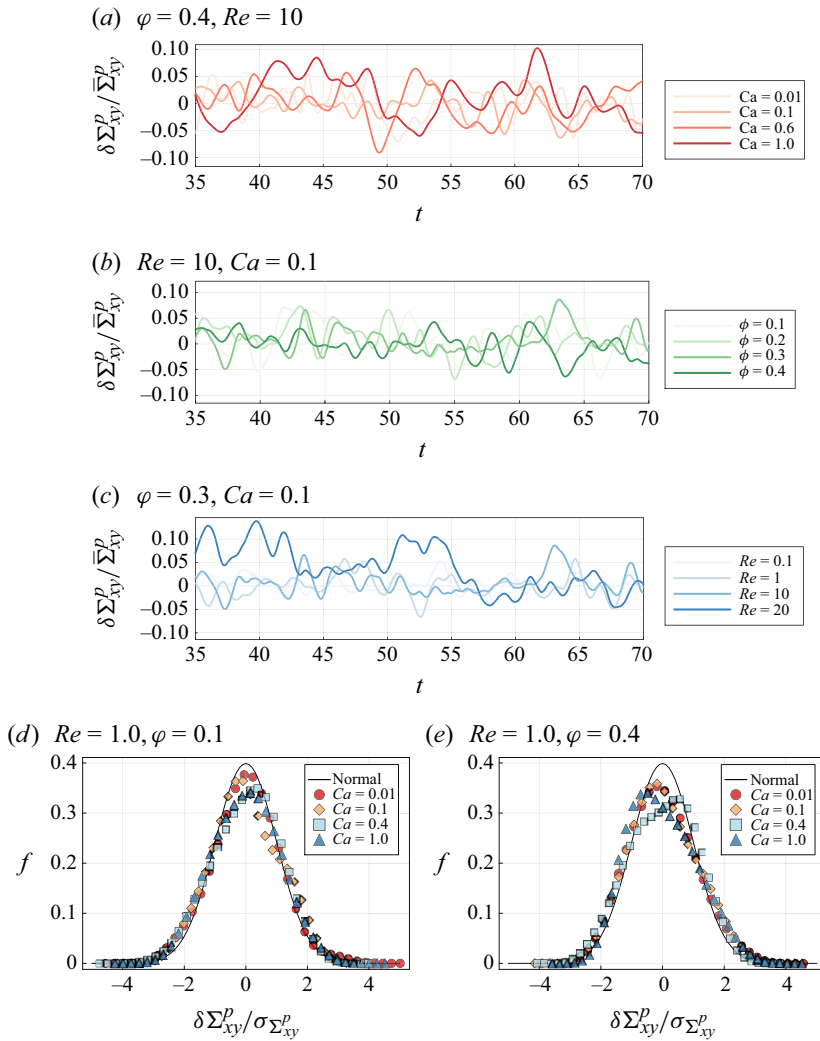 (a) φ = 0.4, Re = 10
δΣ^p_xy / Σ̄^p_xy
0.10
0.05
0
–0.05
–0.10
35 40 45 50 55 60 65 70
t
Ca = 0.01
Ca = 0.1
Ca = 0.6
Ca = 1.0
(b) Re = 10, Ca = 0.1
δΣ^p_xy / Σ̄^p_xy
0.10
0.05
0
–0.05
–0.10
35 40 45 50 55 60 65 70
t
ϕ = 0.1
ϕ = 0.2
ϕ = 0.3
ϕ = 0.4
(c) φ = 0.3, Ca = 0.1
δΣ^p_xy / Σ̄^p_xy
0.10
0.05
0
–0.05
–0.10
35 40 45 50 55 60 65 70
t
Re = 0.1
Re = 1
Re = 10
Re = 20
(d) Re = 1.0, φ = 0.1
f
0.4
0.3
0.2
0.1
0
–4 –2 0 2 4
δΣ^p_xy / σ_Σ^p_xy
Normal
Ca = 0.01
Ca = 0.1
Ca = 0.4
Ca = 1.0
(e) Re = 1.0, φ = 0.4
f
0.4
0.3
0.2
0.1
0
–4 –2 0 2 4
δΣ^p_xy / σ_Σ^p_xy
Normal
Ca = 0.01
Ca = 0.1
Ca = 0.4
Ca = 1.0